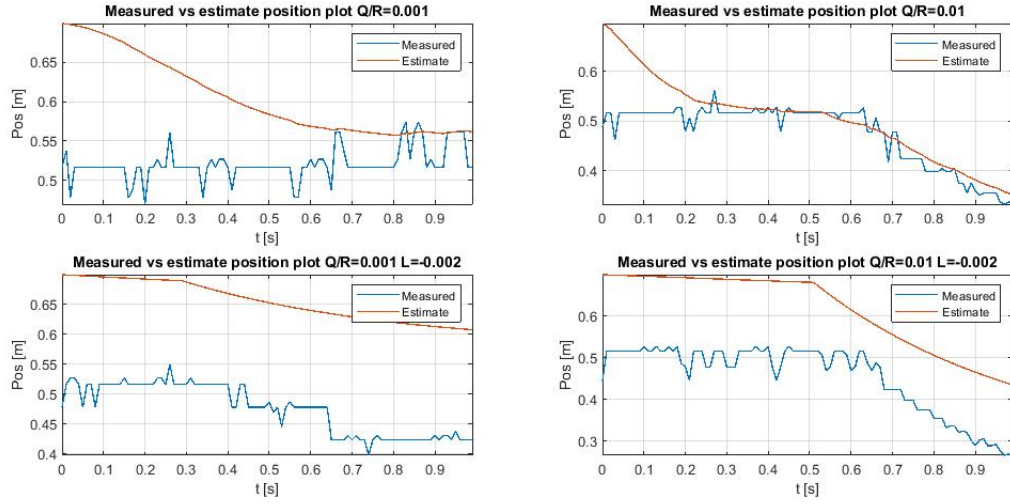 Measured vs estimate position plot Q/R=0.001
Pos [m]
0.65
0.6
0.55
0.5
Measured
Estimate
0 0.1 0.2 0.3 0.4 0.5 0.6 0.7 0.8 0.9
t [s]
Measured vs estimate position plot Q/R=0.01
Pos [m]
0.6
0.5
0.4
Measured
Estimate
0 0.1 0.2 0.3 0.4 0.5 0.6 0.7 0.8 0.9
t [s]
Measured vs estimate position plot Q/R=0.001 L=-0.002
Pos [m]
0.65
0.6
0.55
0.5
0.45
0.4
Measured
Estimate
0 0.1 0.2 0.3 0.4 0.5 0.6 0.7 0.8 0.9
t [s]
Measured vs estimate position plot Q/R=0.01 L=-0.002
Pos [m]
0.6
0.5
0.4
0.3
Measured
Estimate
0 0.1 0.2 0.3 0.4 0.5 0.6 0.7 0.8 0.9
t [s]